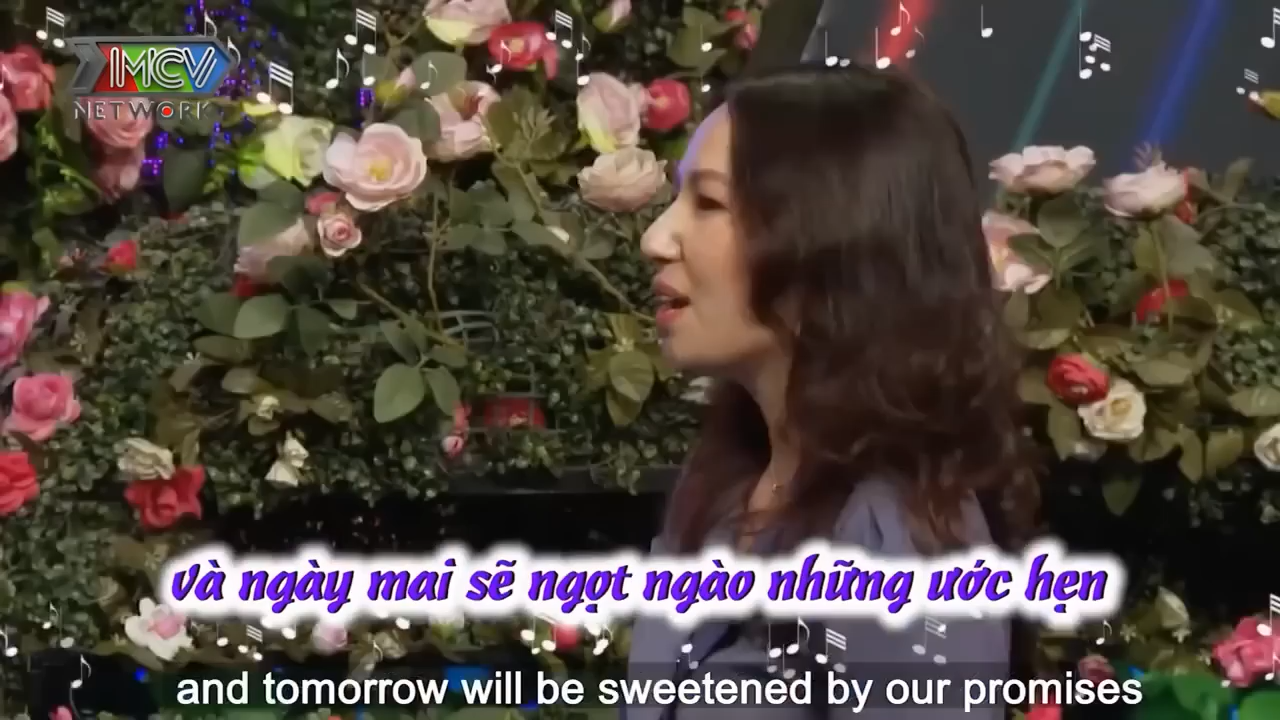 MCV
NETWORK
và ngày mai sẽ ngọt ngào những ước hẹn
and tomorrow will be sweetened by our promises